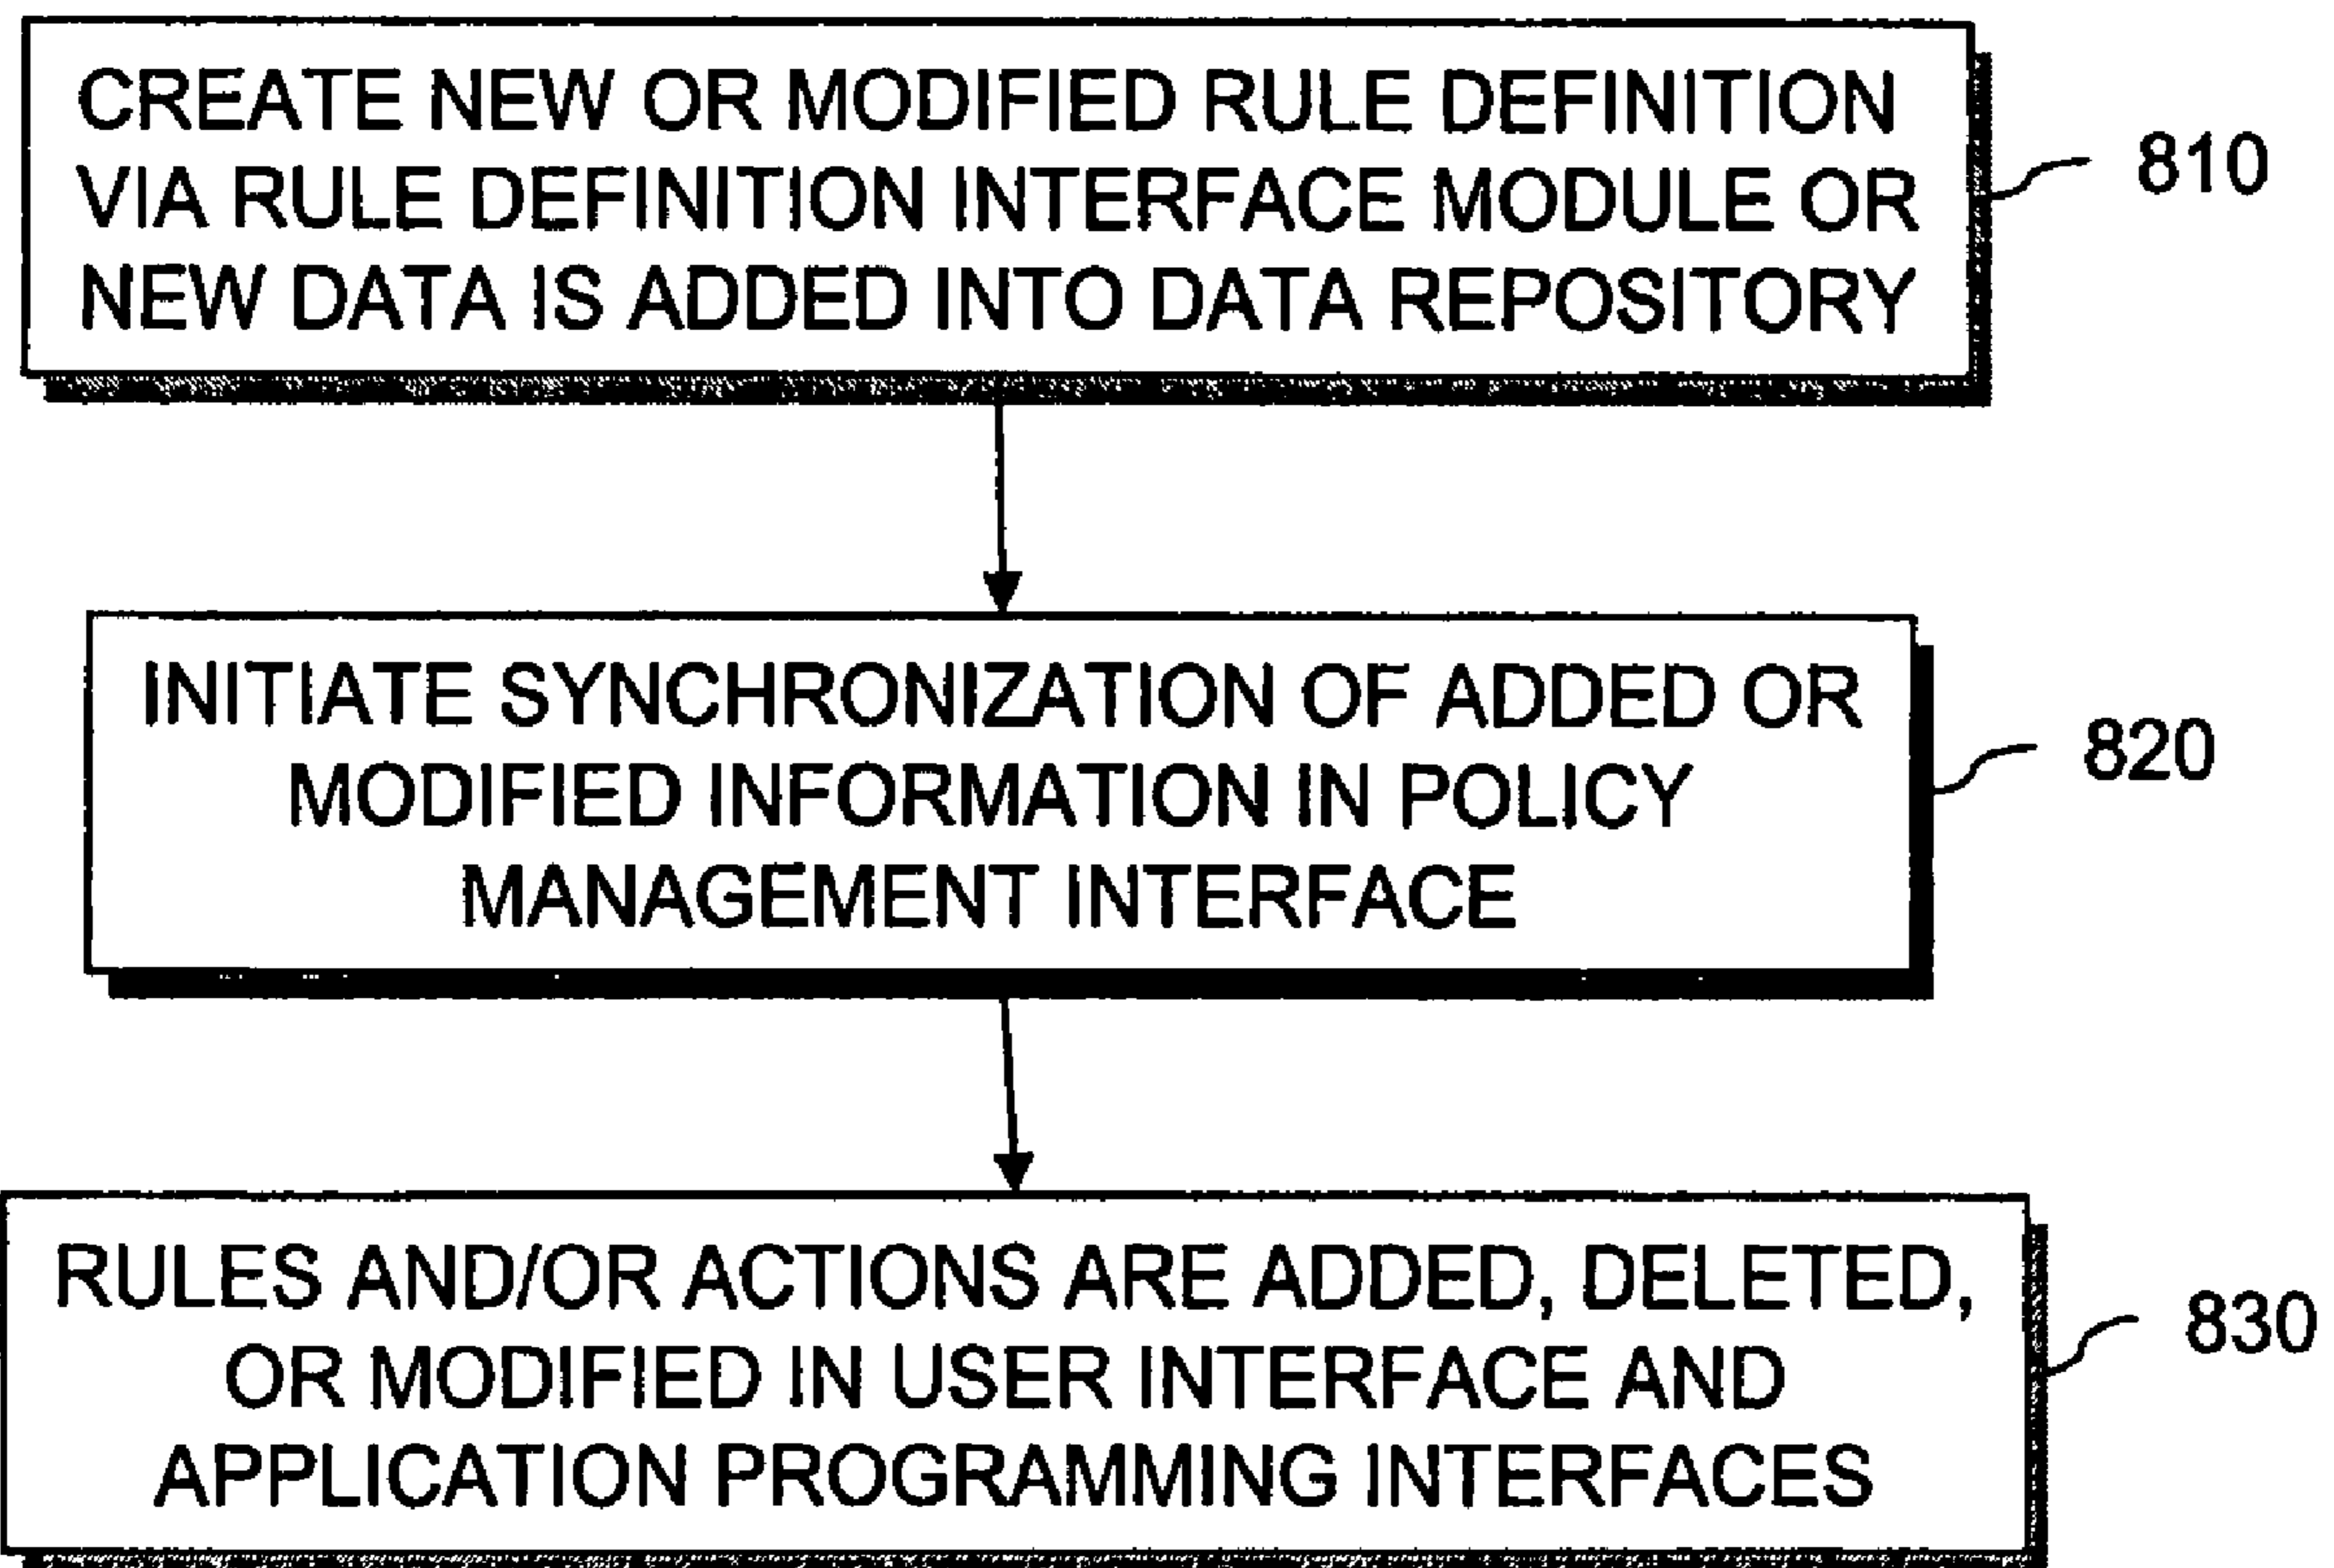 CREATE NEW OR MODIFIED RULE DEFINITION
VIA RULE DEFINITION INTERFACE MODULE OR
NEW DATA IS ADDED INTO DATA REPOSITORY
810
INITIATE SYNCHRONIZATION OF ADDED OR
MODIFIED INFORMATION IN POLICY
MANAGEMENT INTERFACE
820
RULES AND/OR ACTIONS ARE ADDED, DELETED,
OR MODIFIED IN USER INTERFACE AND
APPLICATION PROGRAMMING INTERFACES
830